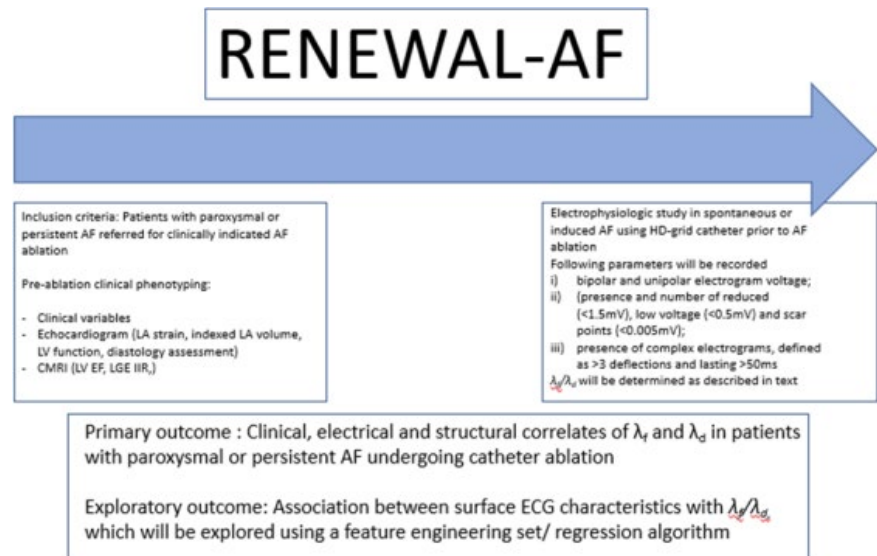 RENEWAL-AF
Inclusion criteria: Patients with paroxysmal or
persistent AF referred for clinically indicated AF
ablation
Pre-ablation clinical phenotyping:
- Clinical variables
- Echocardiogram (LA strain, indexed LA volume,
LV function, diastology assessment)
- CMRI (LV EF, LGE IIR,)
Electrophysiologic study in spontaneous or
induced AF using HD-grid catheter prior to AF
ablation
Following parameters will be recorded
i) bipolar and unipolar electrogram voltage;
ii) (presence and number of reduced
(<1.5mV), low voltage (<0.5mV) and scar
points (<0.005mV);
iii) presence of complex electrograms, defined
as >3 deflections and lasting >50ms
λf/λd will be determined as described in text
Primary outcome : Clinical, electrical and structural correlates of λf and λd in patients
with paroxysmal or persistent AF undergoing catheter ablation
Exploratory outcome: Association between surface ECG characteristics with λf/λd,
which will be explored using a feature engineering set/ regression algorithm